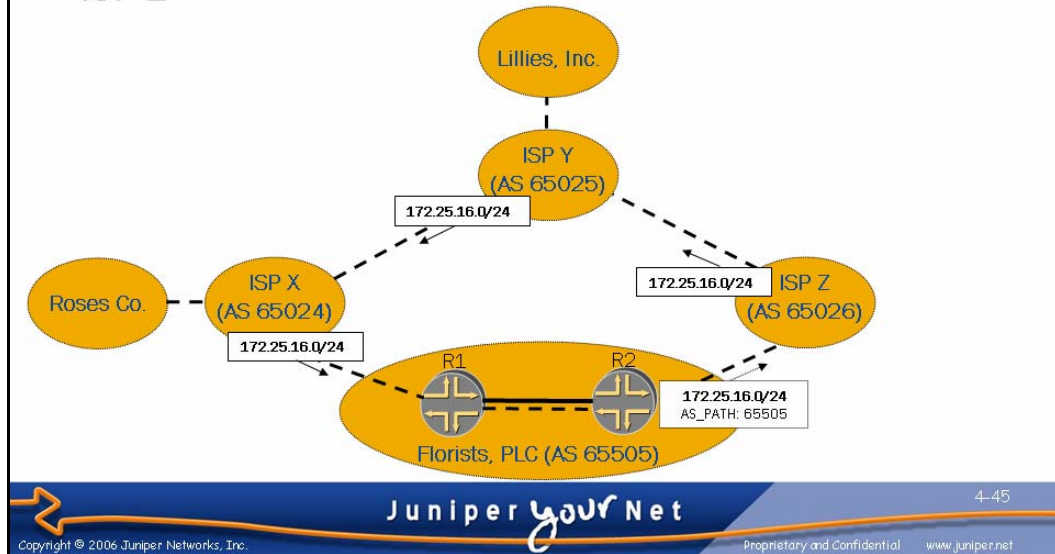 Lillies, Inc.
ISP Y
(AS 65025)
172.25.16.0/24
172.25.16.0/24
ISP X
(AS 65024)
ISP Z
(AS 65026)
Roses Co.
172.25.16.0/24
R1
R2
172.25.16.0/24
AS_PATH: 65505
Florists, PLC (AS 65505)
Juniper your Net
4-45
Copyright © 2006 Juniper Networks, Inc.
Proprietary and Confidential
www.juniper.net